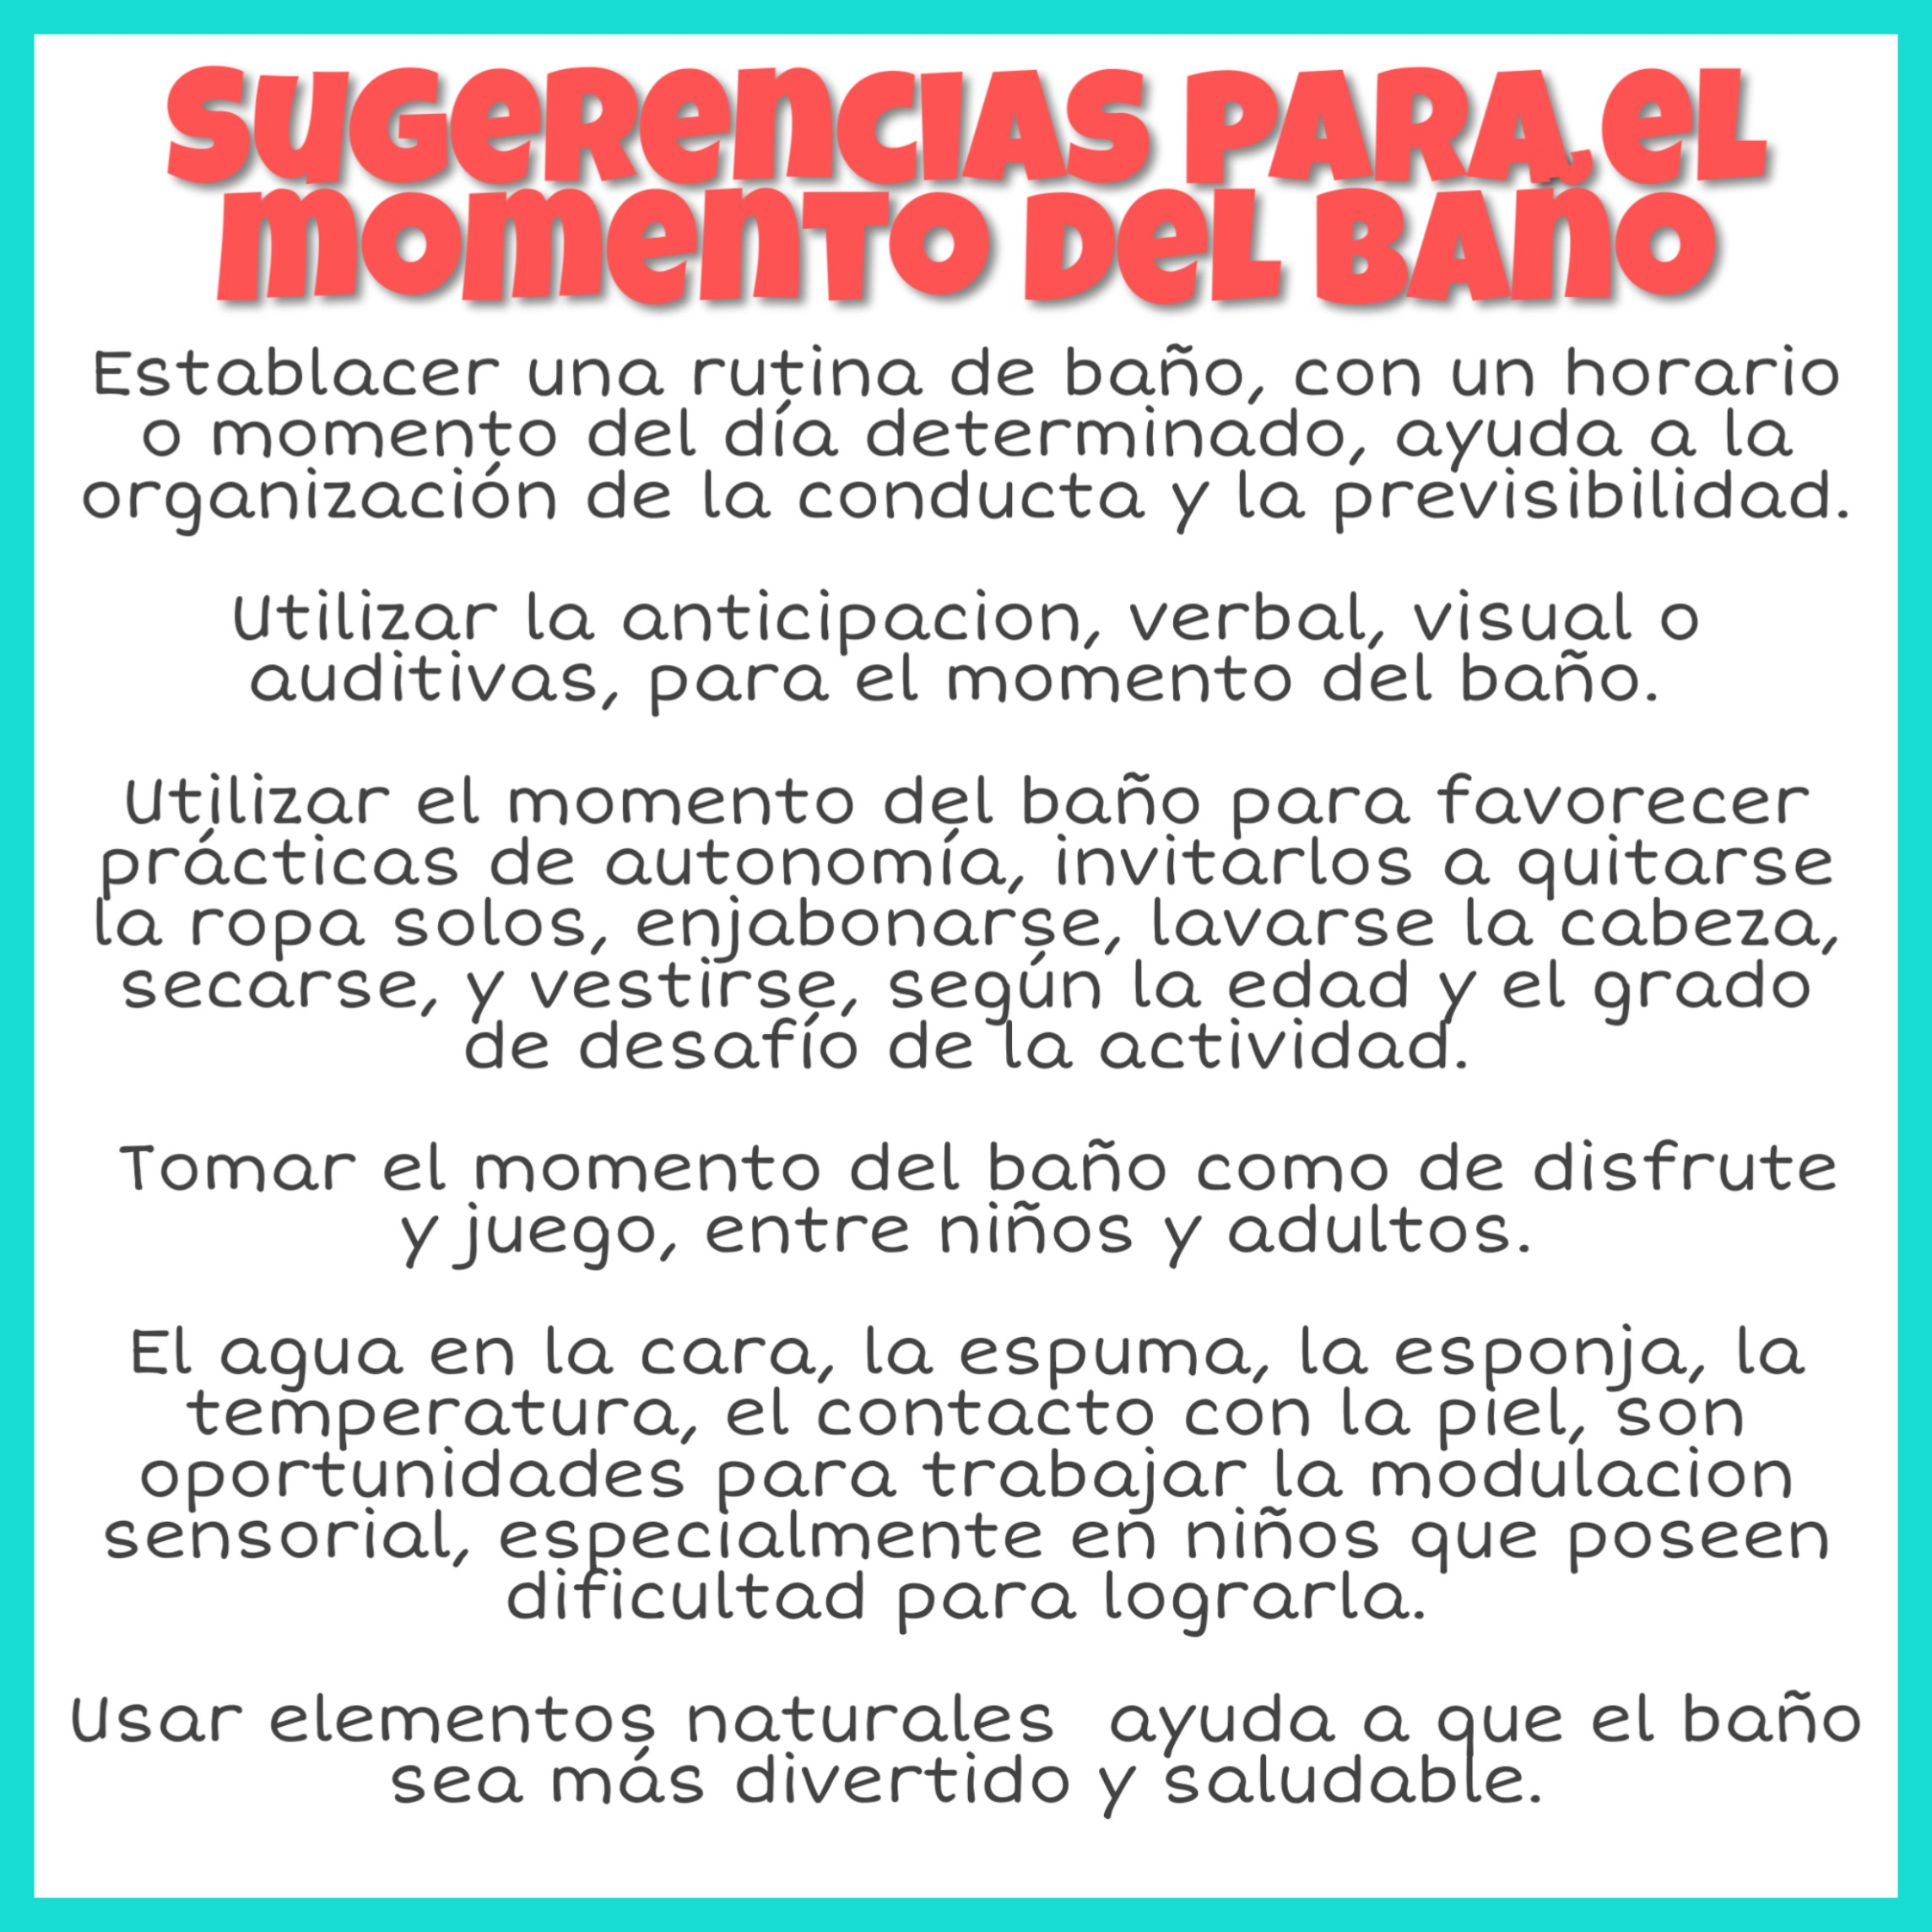 Sugerencias para el
momento del baño
Establacer una rutina de baño, con un horario
o momento del día determinado, ayuda a la
organización de la conducta y la previsibilidad.
Utilizar la anticipacion, verbal, visual o
auditivas, para el momento del baño.
Utilizar el momento del baño para favorecer
prácticas de autonomía, invitarlos a quitarse
la ropa solos, enjabonarse, lavarse la cabeza,
secarse, y vestirse, según la edad y el grado
de desafío de la actividad.
Tomar el momento del baño como de disfrute
y juego, entre niños y adultos.
El agua en la cara, la espuma, la esponja, la
temperatura, el contacto con la piel, son
oportunidades para trabajar la modulacion
sensorial, especialmente en niños que poseen
dificultad para lograrla.
Usar elementos naturales  ayuda a que el baño
sea más divertido y saludable.